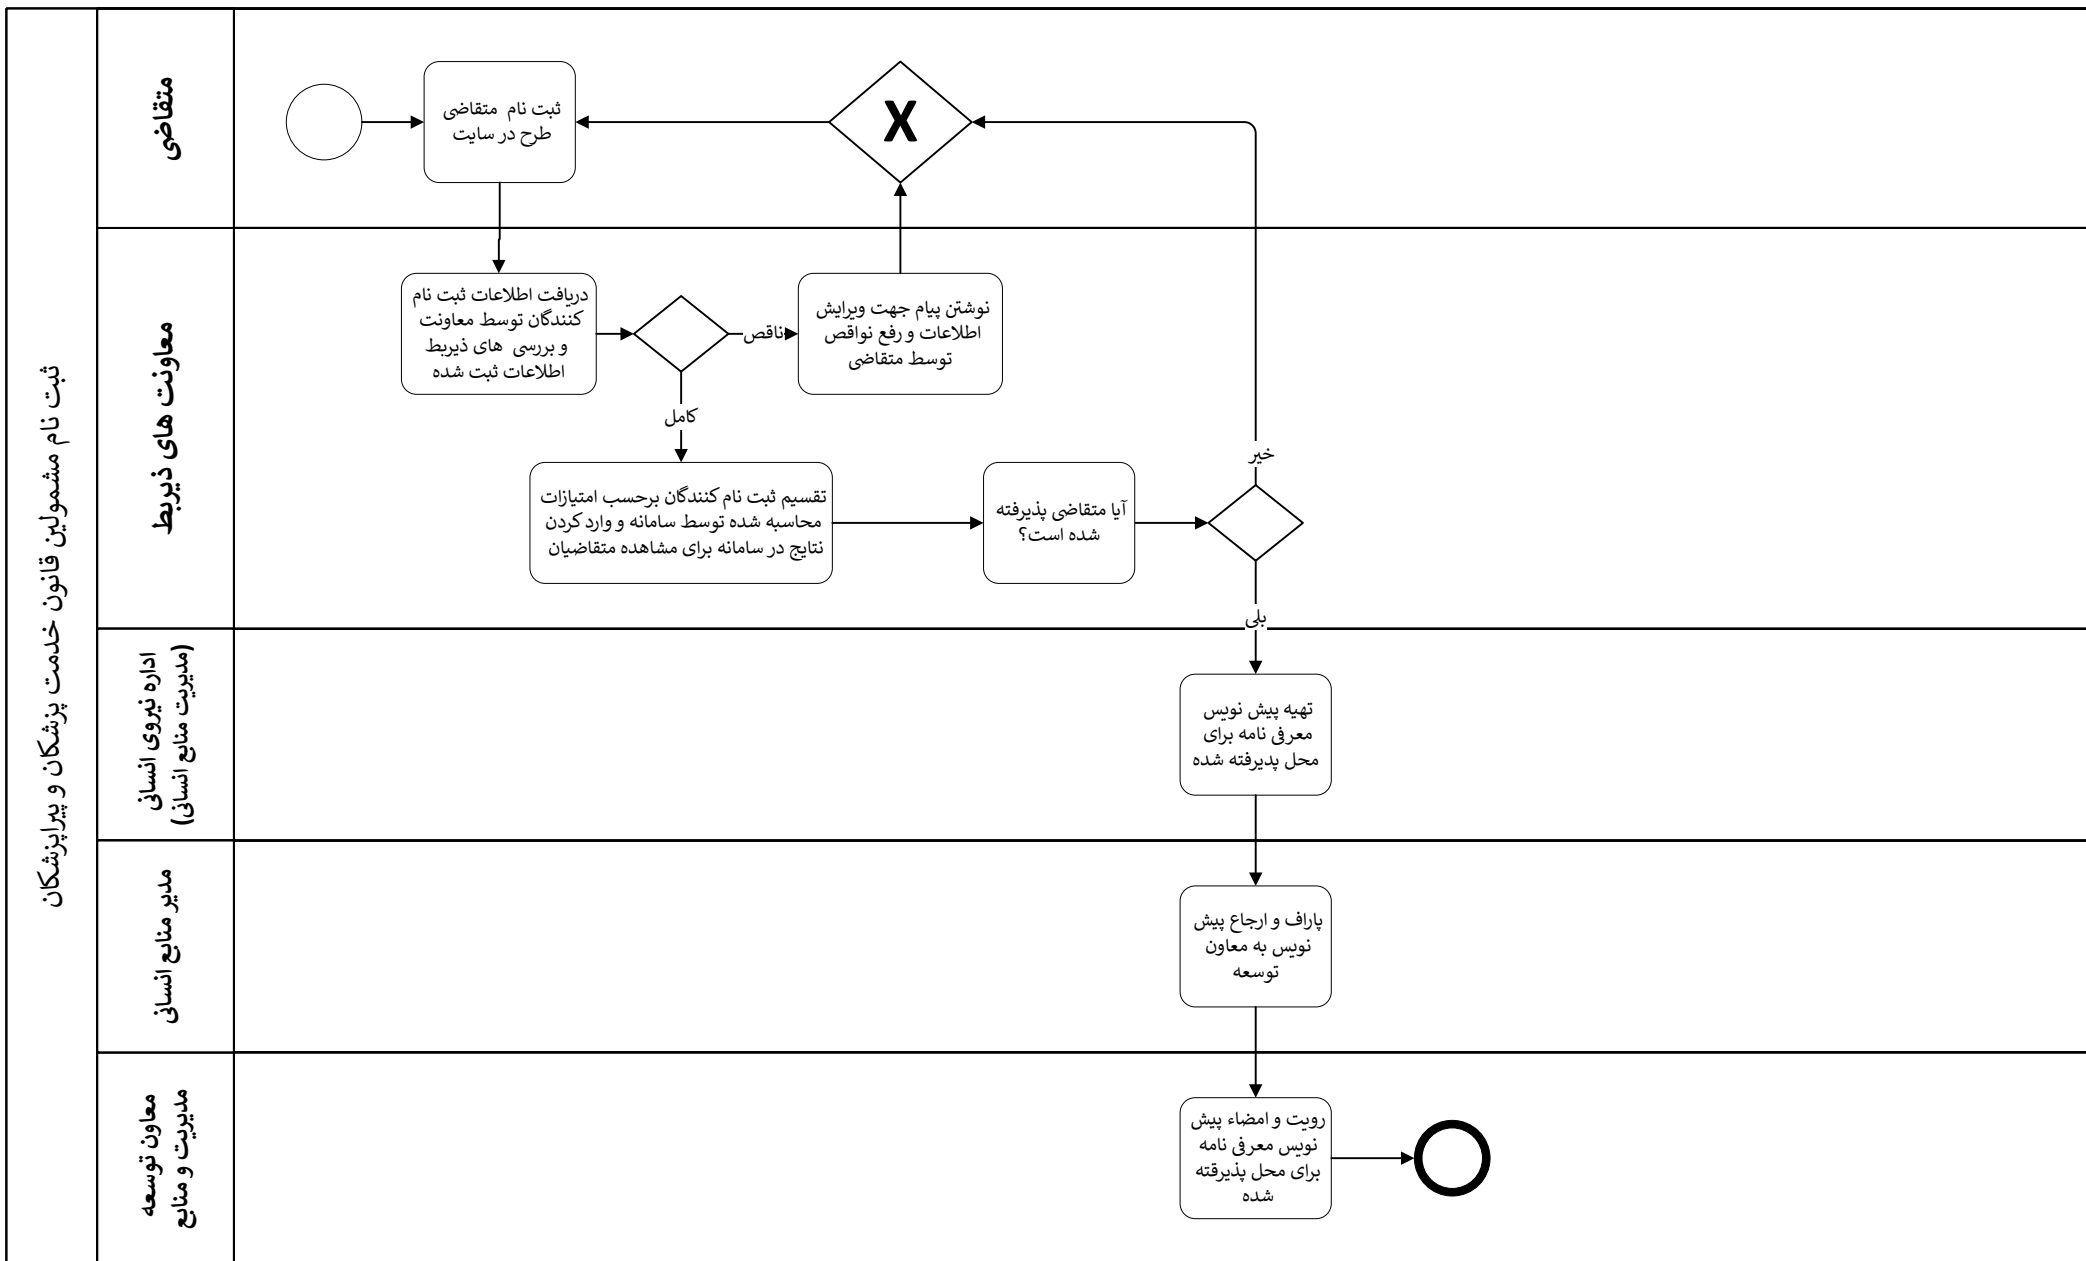 ثبت نام مشمولین قانون خدمت پزشکان و پیراپزشکان
متقاضی
ثبت نام متقاضی
طرح در سایت
X
معاونت های ذیربط
دریافت اطلاعات ثبت نام
کنندگان توسط معاونت
و بررسی های ذیربط
اطلاعات ثبت شده
ناقص
نوشتن پیام جهت ویرایش
اطلاعات و رفع نواقص
توسط متقاضی
کامل
تقسیم ثبت نام کنندگان برحسب امتیازات
محاسبه شده توسط سامانه و وارد کردن
نتایج در سامانه برای مشاهده متقاضیان
آیا متقاضی پذیرفته
شده است؟
خیر
بلی
اداره نیروی انسانی
(مدیریت منابع انسانی)
تهیه پیش نویس
معرفی نامه برای
محل پدیرفته شده
مدیر منابع انسانی
پاراف و ارجاع پیش
نویس به معاون
توسعه
معاون توسعه
مدیریت و منابع
رویت و امضاء پیش
نویس معرفی نامه
برای محل پذیرقته
شده